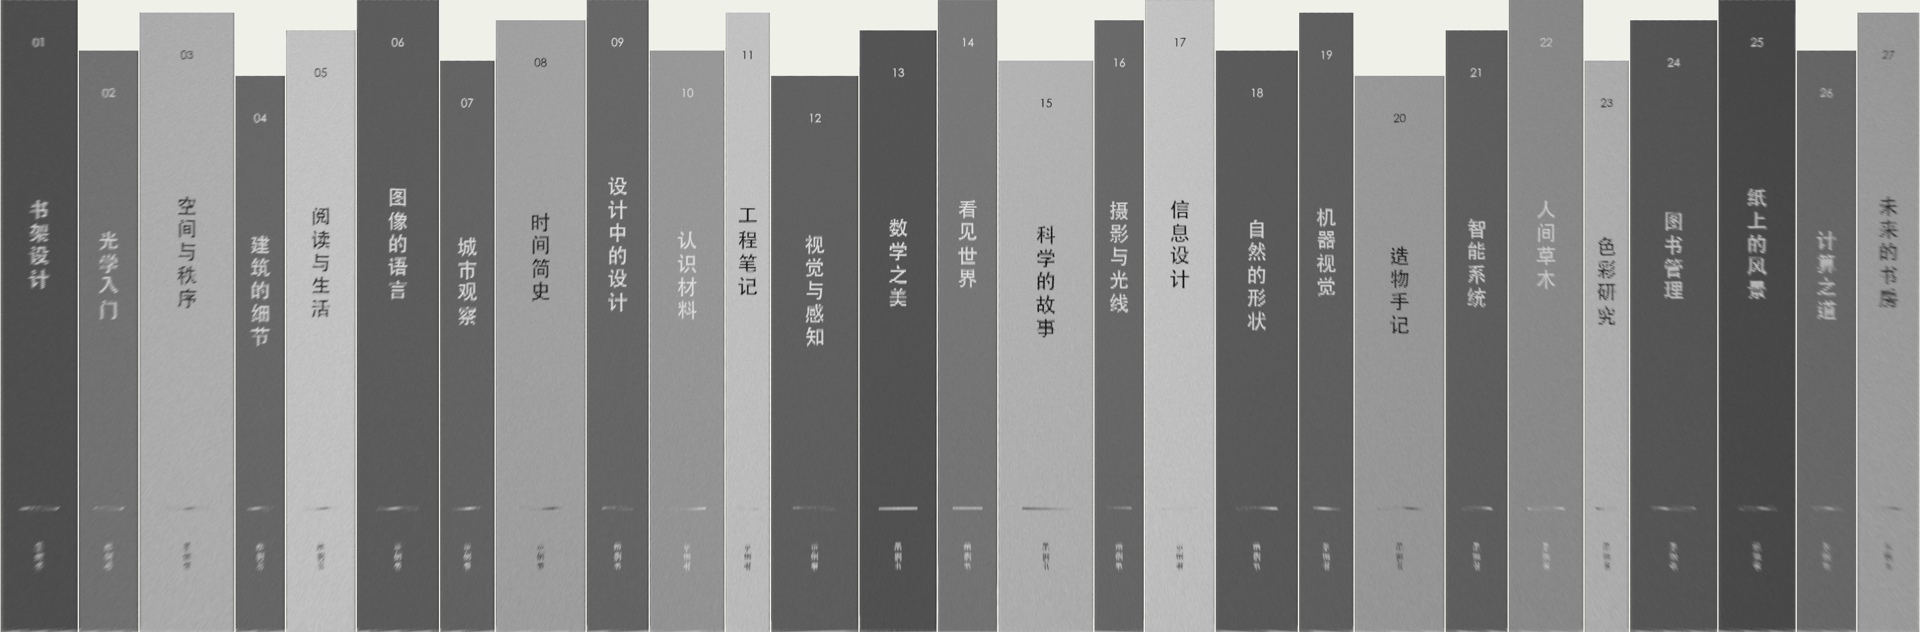 01
书架设计
02
光学入门
03
空间与秩序
04
建筑的细节
05
阅读与生活
06
图像的语言
07
城市观察
08
时间简史
09
设计中的设计
10
认识材料
11
工程笔记
12
视觉与感知
13
数学之美
14
看见世界
15
科学的故事
16
摄影与光线
17
信息设计
18
自然的形状
19
机器视觉
20
造物手记
21
智能系统
22
人间草木
23
色彩研究
24
图书管理
25
纸上的风景
26
计算之道
27
未来的书房